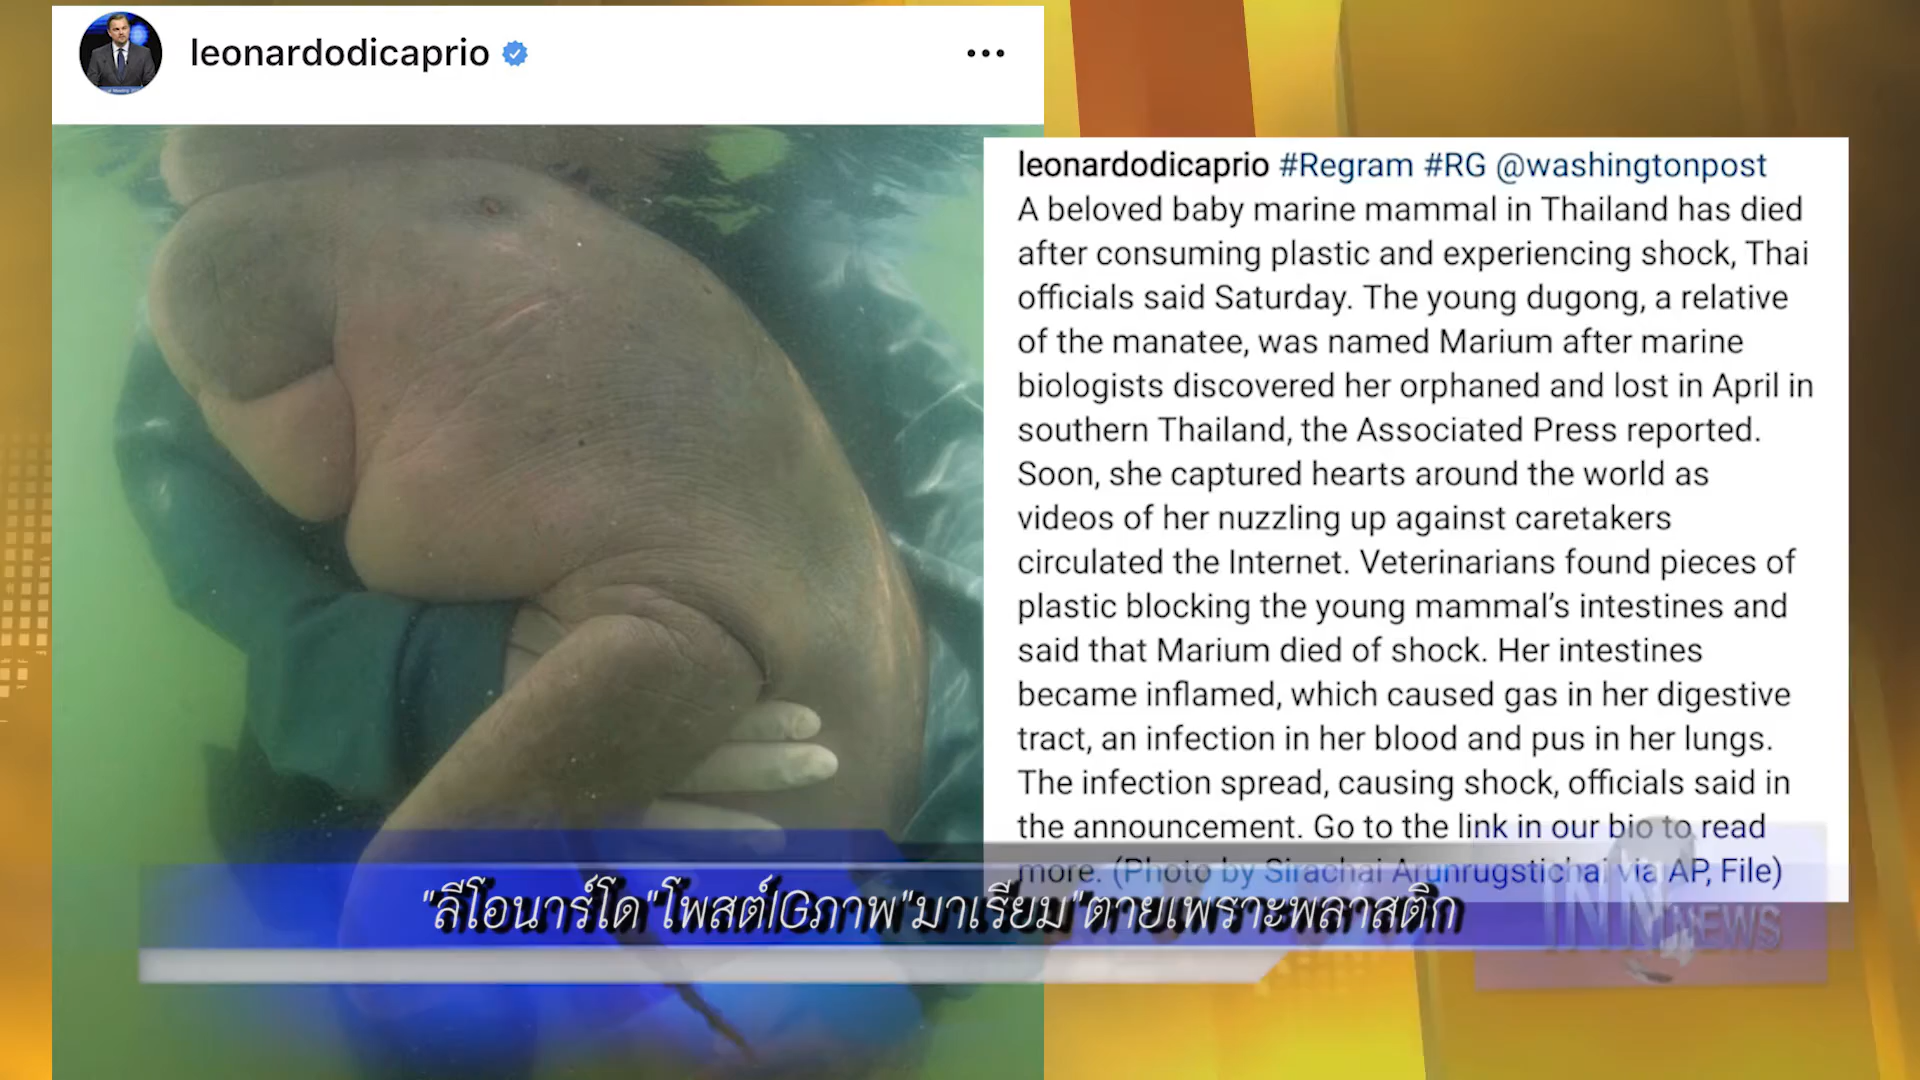 leonardodicaprio
leonardodicaprio #Regram #RG @washingtonpost
A beloved baby marine mammal in Thailand has died
after consuming plastic and experiencing shock, Thai
officials said Saturday. The young dugong, a relative
of the manatee, was named Marium after marine
biologists discovered her orphaned and lost in April in
southern Thailand, the Associated Press reported.
Soon, she captured hearts around the world as
videos of her nuzzling up against caretakers
circulated the Internet. Veterinarians found pieces of
plastic blocking the young mammal’s intestines and
said that Marium died of shock. Her intestines
became inflamed, which caused gas in her digestive
tract, an infection in her blood and pus in her lungs.
The infection spread, causing shock, officials said in
the announcement. Go to the link in our bio to read
more. (Photo by Sirachai Arunrugstichai via AP, File)
"ลีโอนาร์โด"โพสต์IGภาพ"มาเรียม"ตายเพราะพลาสติก
INN NEWS